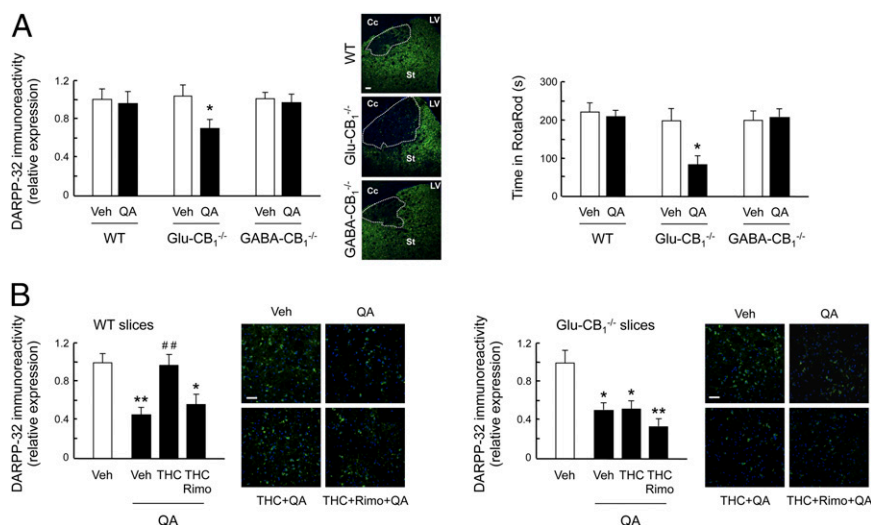 A
DARPP-32 immunoreactivity
(relative expression)
1.2
1.0
0.8
0.4
*
Veh QA Veh QA Veh QA
WT Glu-CB₁⁻/⁻ GABA-CB₁⁻/⁻
WT
Cc LV
St
Glu-CB₁⁻/⁻
Cc LV
St
GABA-CB₁⁻/⁻
Cc LV
St
Time in RotaRod (s)
400
300
200
100
0
*
Veh QA Veh QA Veh QA
WT Glu-CB₁⁻/⁻ GABA-CB₁⁻/⁻
B
WT slices
DARPP-32 immunoreactivity
(relative expression)
1.2
1.0
0.8
0.4
**
##
*
Veh Veh THC THC
Rimo
QA
Veh QA
THC+QA THC+Rimo+QA
Glu-CB₁⁻/⁻ slices
DARPP-32 immunoreactivity
(relative expression)
1.2
1.0
0.8
0.4
*
*
**
Veh Veh THC THC
Rimo
QA
Veh QA
THC+QA THC+Rimo+QA